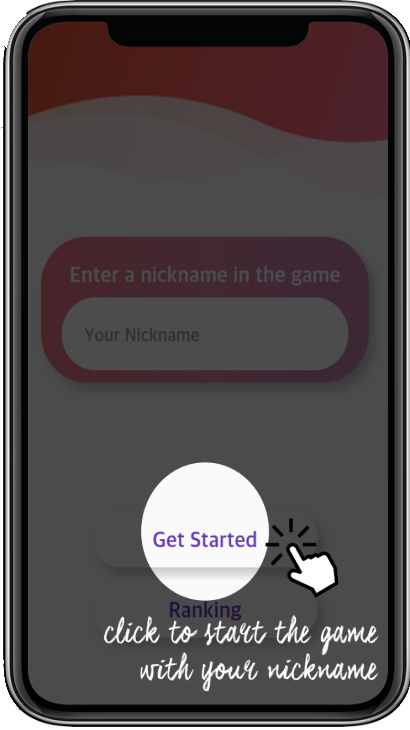 Enter a nickname in the game
Your Nickname
Get Started
Ranking
click to start the game
with your nickname